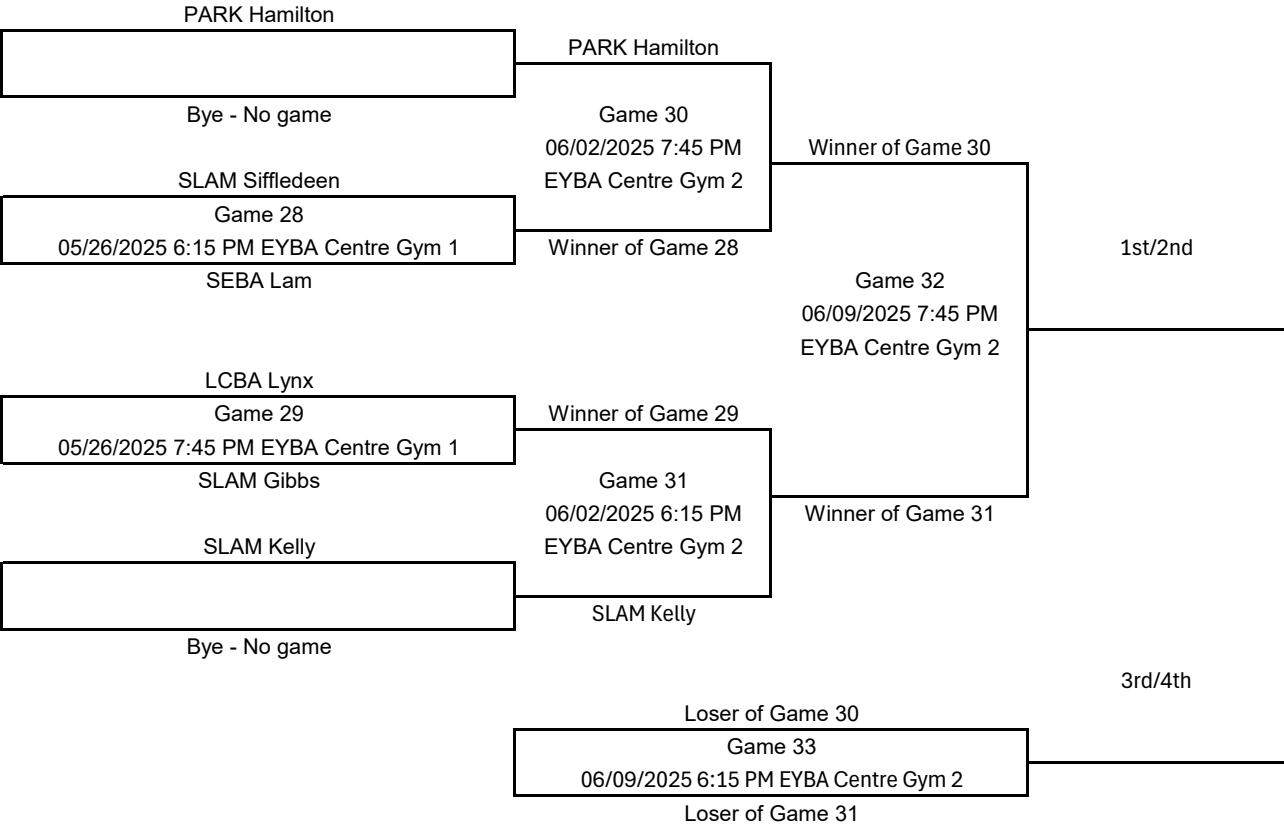 PARK Hamilton
Bye - No game
SLAM Siffledeen
Game 28
05/26/2025 6:15 PM EYBA Centre Gym 1
SEBA Lam
LCBA Lynx
Game 29
05/26/2025 7:45 PM EYBA Centre Gym 1
SLAM Gibbs
SLAM Kelly
Bye - No game
PARK Hamilton
Game 30
06/02/2025 7:45 PM
EYBA Centre Gym 2
Winner of Game 28
Winner of Game 29
Game 31
06/02/2025 6:15 PM
EYBA Centre Gym 2
SLAM Kelly
Winner of Game 30
Game 32
06/09/2025 7:45 PM
EYBA Centre Gym 2
Winner of Game 31
1st/2nd
Loser of Game 30
Game 33
06/09/2025 6:15 PM EYBA Centre Gym 2
Loser of Game 31
3rd/4th